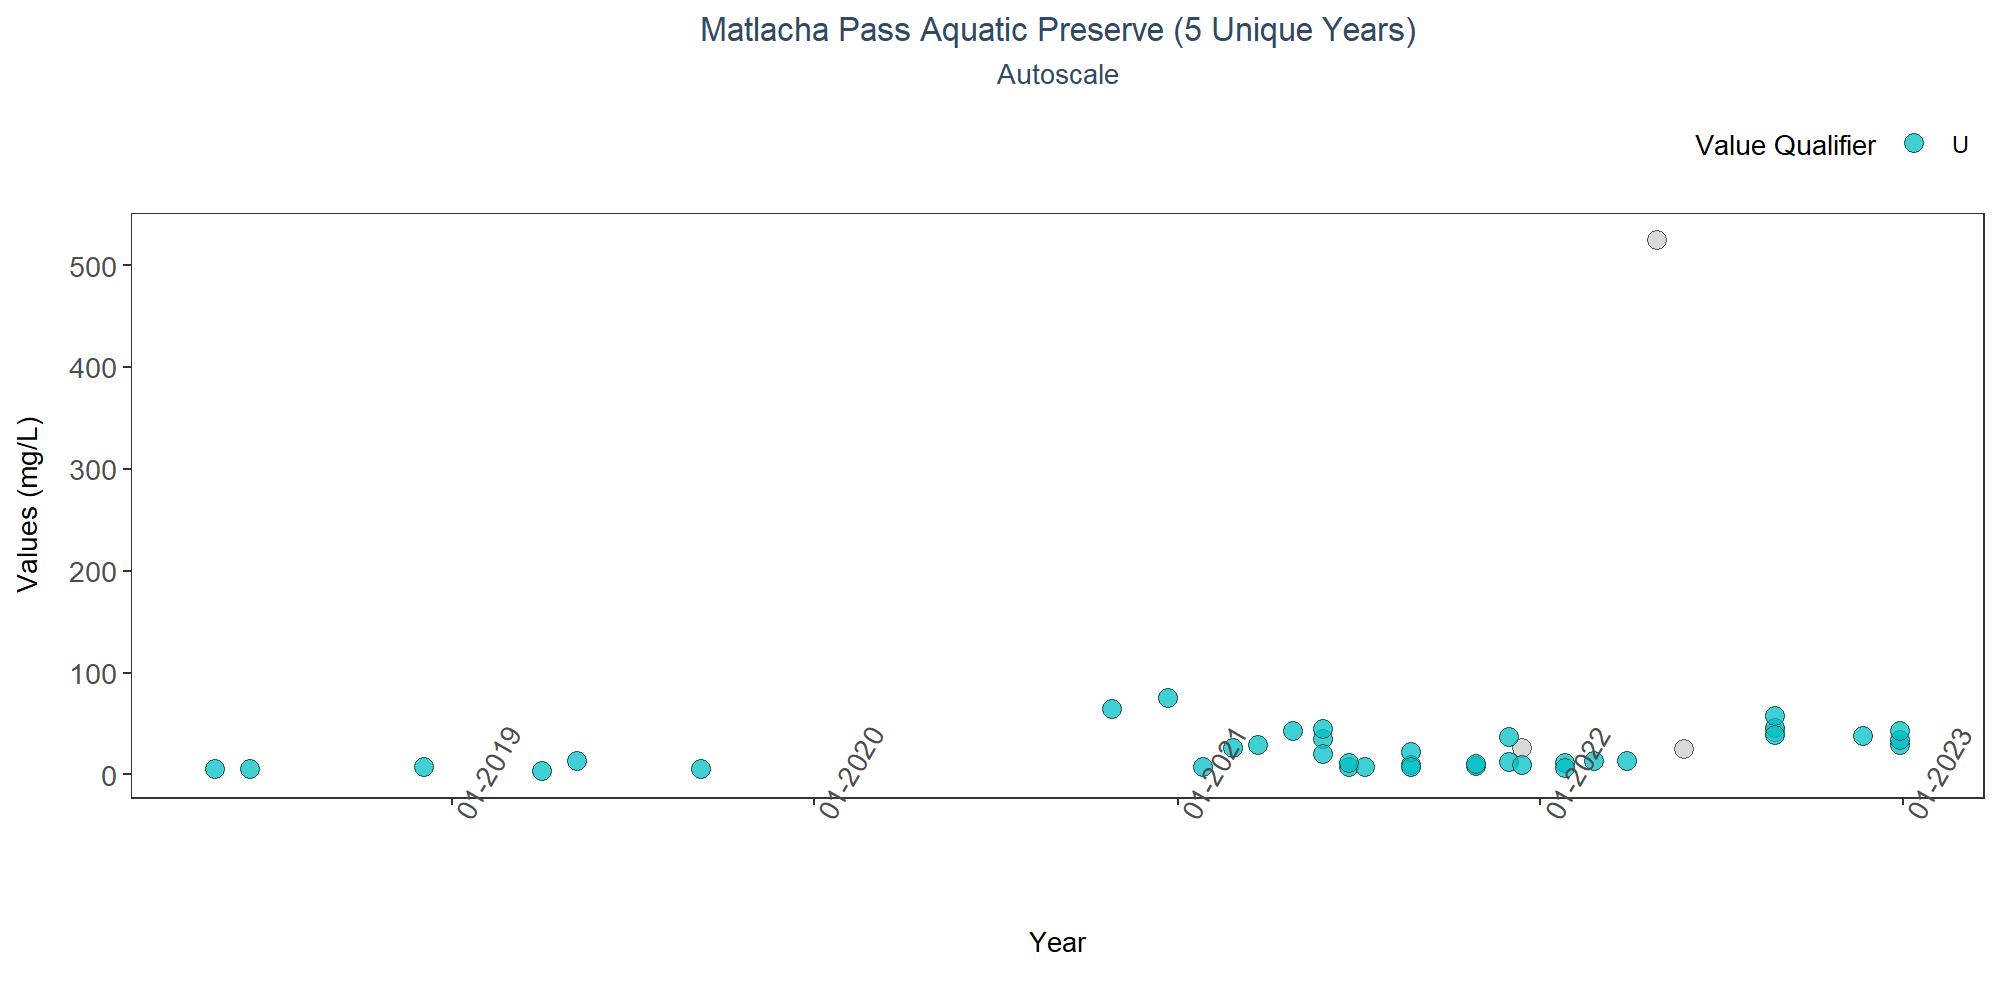 Matlacha Pass Aquatic Preserve (5 Unique Years)
Autoscale
Value Qualifier U
Values (mg/L)
500
400
300
200
100
0
01-2019
01-2020
01-2021
01-2022
01-2023
Year